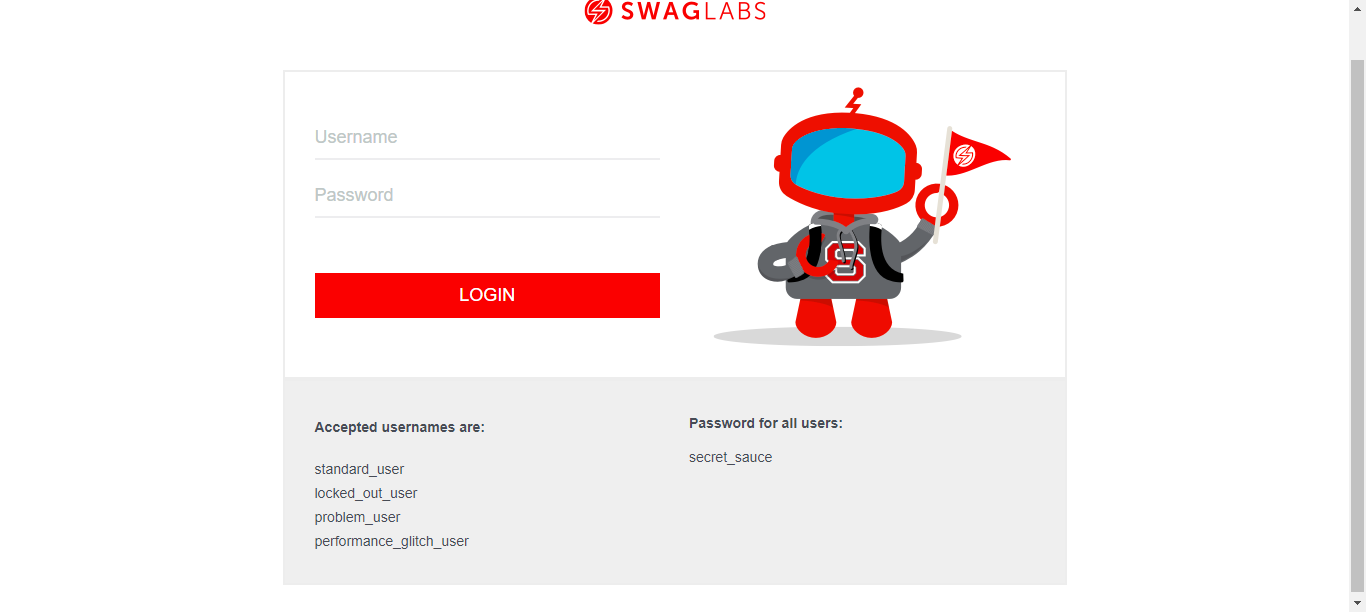 SWAGLABS
Username
Password
LOGIN
Accepted usernames are:
standard_user
locked_out_user
problem_user
performance_glitch_user
Password for all users:
secret_sauce
S